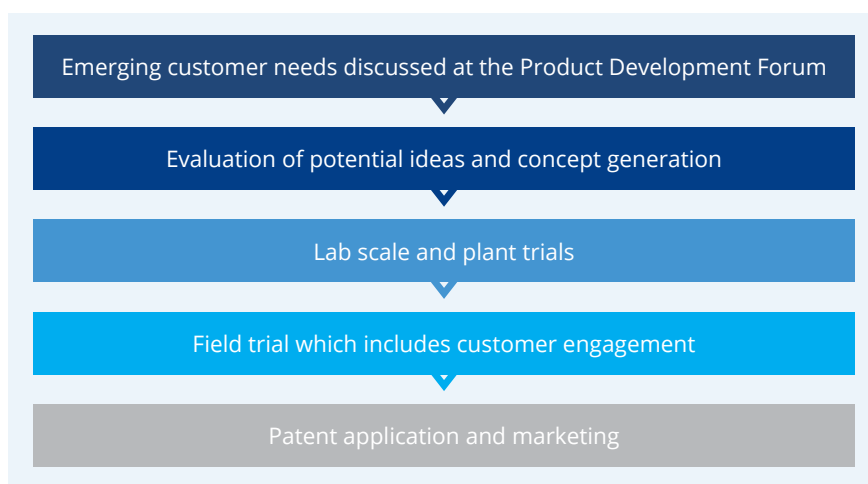 Emerging customer needs discussed at the Product Development Forum
Evaluation of potential ideas and concept generation
Lab scale and plant trials
Field trial which includes customer engagement
Patent application and marketing